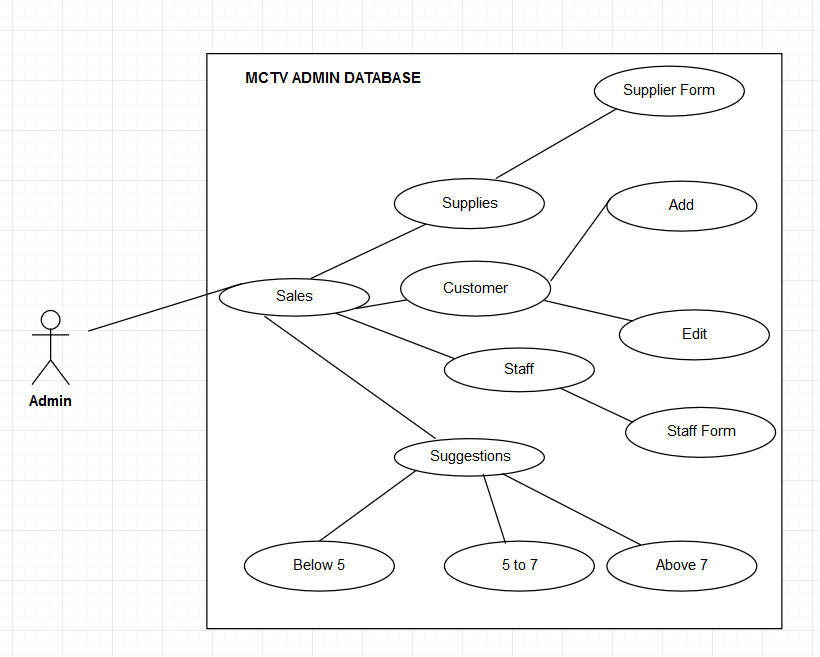 MCTV ADMIN DATABASE
Supplier Form
Supplies
Add
Sales
Customer
Edit
Staff
Admin
Staff Form
Suggestions
Below 5
5 to 7
Above 7